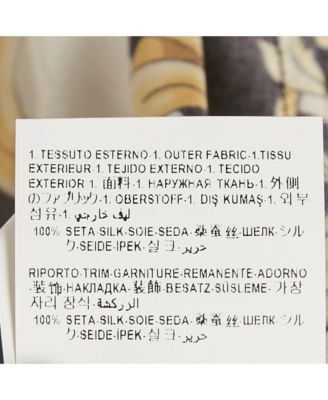 1. TESSUTO ESTERNO-1. OUTER FABRIC-1.TISSU
EXTERIEUR-1. TEJIDO EXTERNO-1. TECIDO
EXTERIOR-1. 面料-1. НАРУЖНАЯ ТКАНЬ-1. 外側
のファブリック-1. OBERSTOFF-1. DIŞ KUMAŞ-1. 외부
섬유-1. ليف خارجي
100% SETA-SILK-SOIE-SEDA-桑蚕丝-ШЕЛК-シル
ク-SEIDE-İPEK-실크-حرير
RIPORTO-TRIM-GARNITURE-REMANENTE-ADORNO
-装饰-НАКЛАДКА-装飾-BESATZ-SÜSLEME-가장
자리 장식-الزركشة
100% SETA-SILK-SOIE-SEDA-桑蚕丝-ШЕЛК-シル
ク-SEIDE-İPEK-실크-حرير